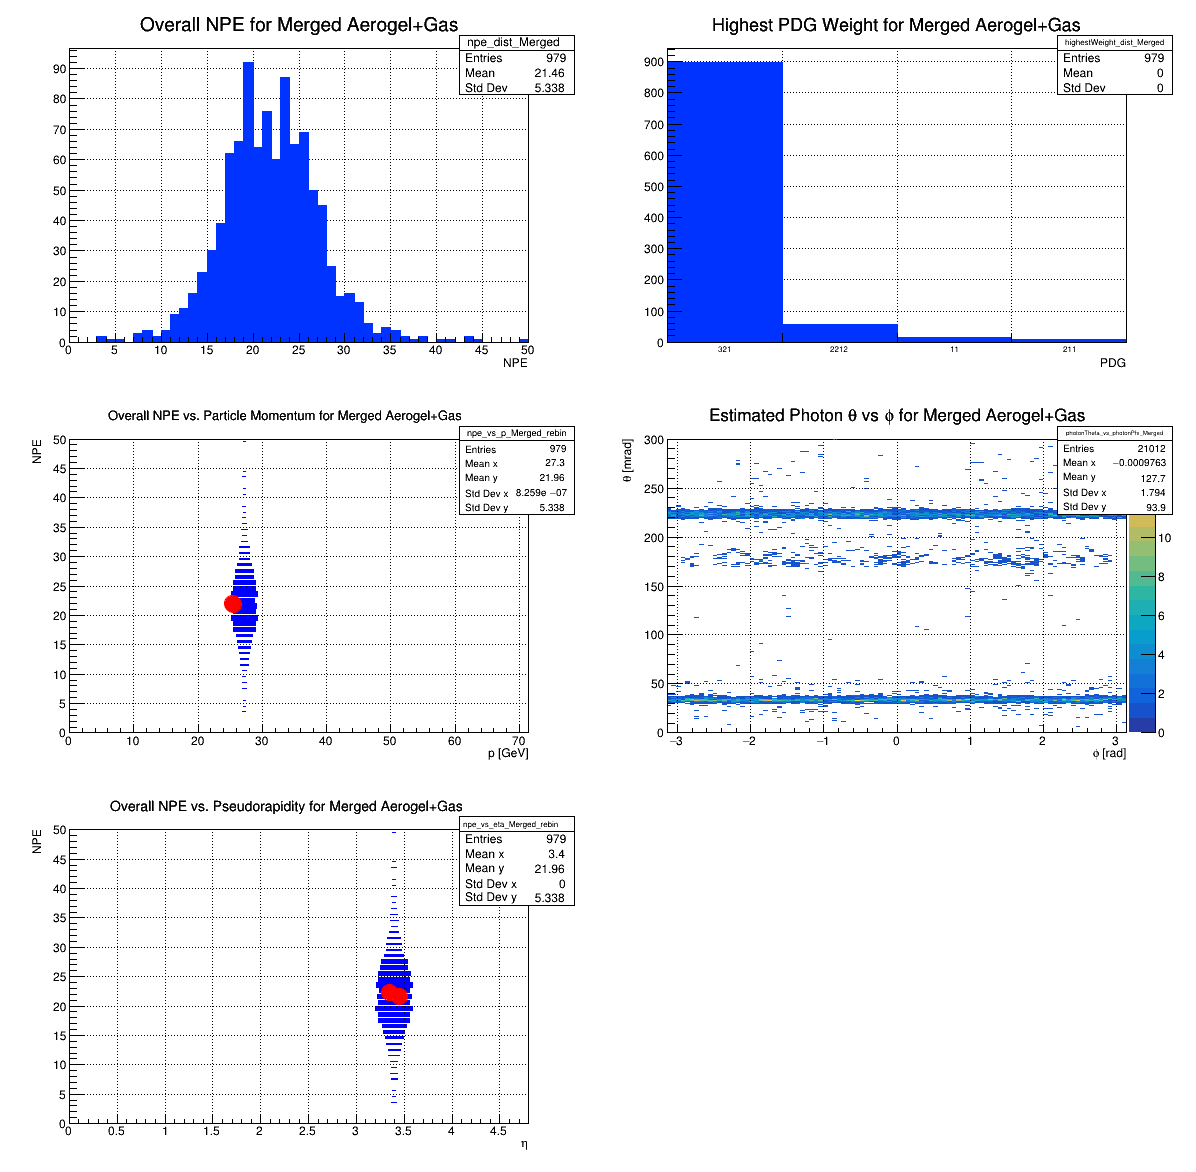 Overall NPE for Merged Aerogel+Gas
npe_dist_Merged
Entries 979
Mean 21.46
Std Dev 5.338
90
80
70
60
50
40
30
20
10
0
0 5 10 15 20 25 30 35 40 45 50
NPE
Highest PDG Weight for Merged Aerogel+Gas
highestWeight_dist_Merged
Entries 979
Mean 0
Std Dev 0
900
800
700
600
500
400
300
200
100
0
321 2212 11 211
PDG
Overall NPE vs. Particle Momentum for Merged Aerogel+Gas
npe_vs_p_Merged_rebin
Entries 979
Mean x 27.3
Mean y 21.96
Std Dev x 8.259e −07
Std Dev y 5.338
NPE
50
45
40
35
30
25
20
15
10
5
0
0 10 20 30 40 50 60 70
p [GeV]
Estimated Photon θ vs ϕ for Merged Aerogel+Gas
photonTheta_vs_photonPhi_Merged
Entries 21012
Mean x −0.0009763
Mean y 127.7
Std Dev x 1.794
Std Dev y 93.9
θ [mrad]
300
250
200
150
100
50
0
−3 −2 −1 0 1 2 3
ϕ [rad]
10
8
6
4
2
0
Overall NPE vs. Pseudorapidity for Merged Aerogel+Gas
npe_vs_eta_Merged_rebin
Entries 979
Mean x 3.4
Mean y 21.96
Std Dev x 0
Std Dev y 5.338
NPE
50
45
40
35
30
25
20
15
10
5
0
0 0.5 1 1.5 2 2.5 3 3.5 4 4.5
η